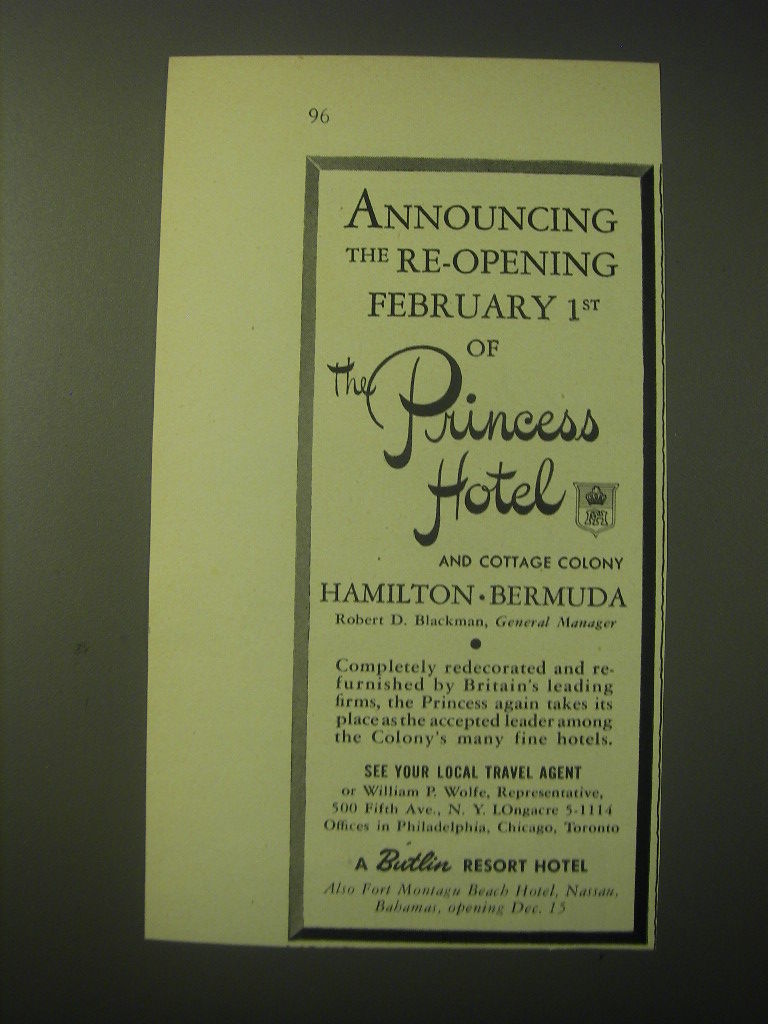 96
ANNOUNCING
THE RE-OPENING
FEBRUARY 1ST
OF
The Princess
Hotel
AND COTTAGE COLONY
HAMILTON • BERMUDA
Robert D. Blackman, General Manager
•
Completely redecorated and re-
furnished by Britain's leading
firms, the Princess again takes its
place as the accepted leader among
the Colony's many fine hotels.
SEE YOUR LOCAL TRAVEL AGENT
or William P. Wolfe, Representative,
500 Fifth Ave., N. Y. LOngacre 5-1114
Offices in Philadelphia, Chicago, Toronto
A Butlin RESORT HOTEL
Also Fort Montagu Beach Hotel, Nassau,
Bahamas, opening Dec. 15